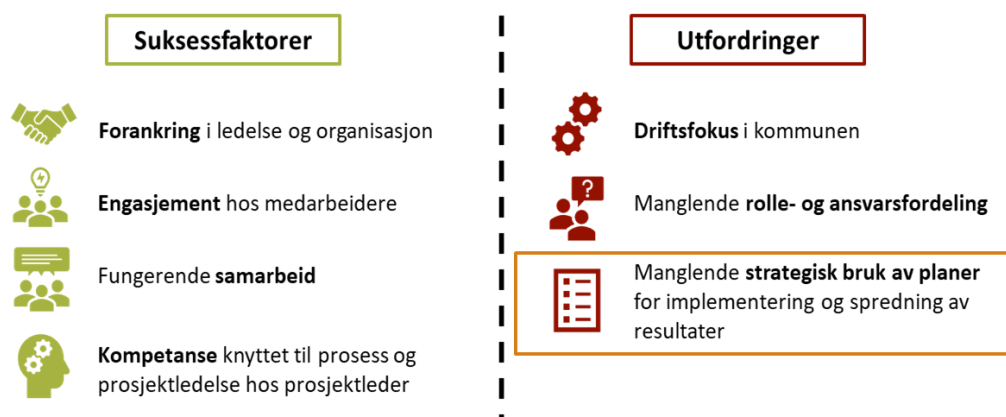 Suksessfaktorer
Forankring i ledelse og organisasjon
Engasjement hos medarbeidere
Fungerende samarbeid
Kompetanse knyttet til prosess og
prosjektledelse hos prosjektleder
Utfordringer
Driftsfokus i kommunen
?
Manglende rolle- og ansvarsfordeling
Manglende strategisk bruk av planer
for implementering og spredning av
resultater